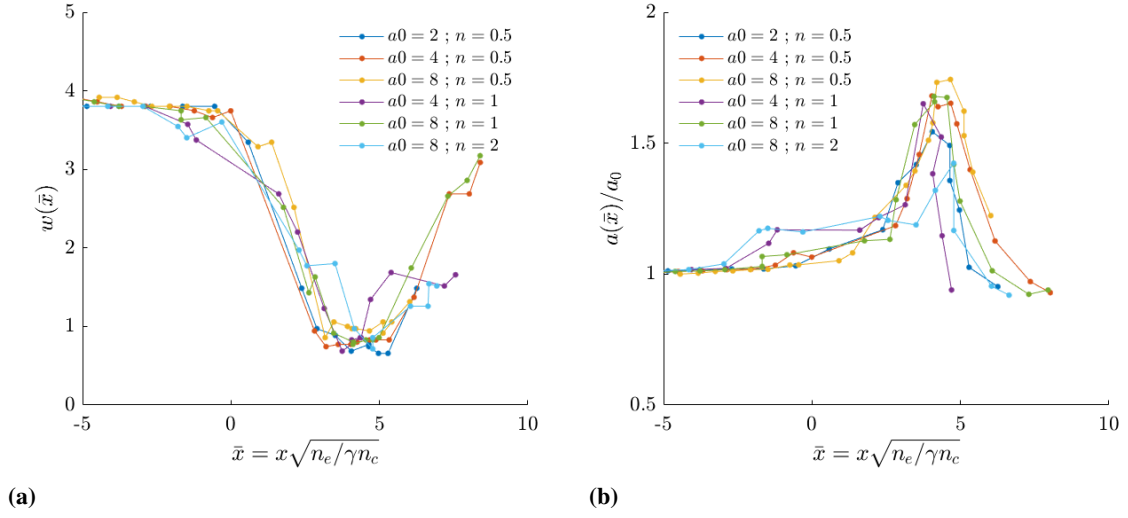 5
4
3
2
1
0
-5
0
5
10
w(x̄)
x̄ = x√(n_e/γn_c)
a0 = 2 ; n = 0.5
a0 = 4 ; n = 0.5
a0 = 8 ; n = 0.5
a0 = 4 ; n = 1
a0 = 8 ; n = 1
a0 = 8 ; n = 2
(a)
2
1.5
1
0.5
-5
0
5
10
a(x̄)/a₀
x̄ = x√(n_e/γn_c)
a0 = 2 ; n = 0.5
a0 = 4 ; n = 0.5
a0 = 8 ; n = 0.5
a0 = 4 ; n = 1
a0 = 8 ; n = 1
a0 = 8 ; n = 2
(b)